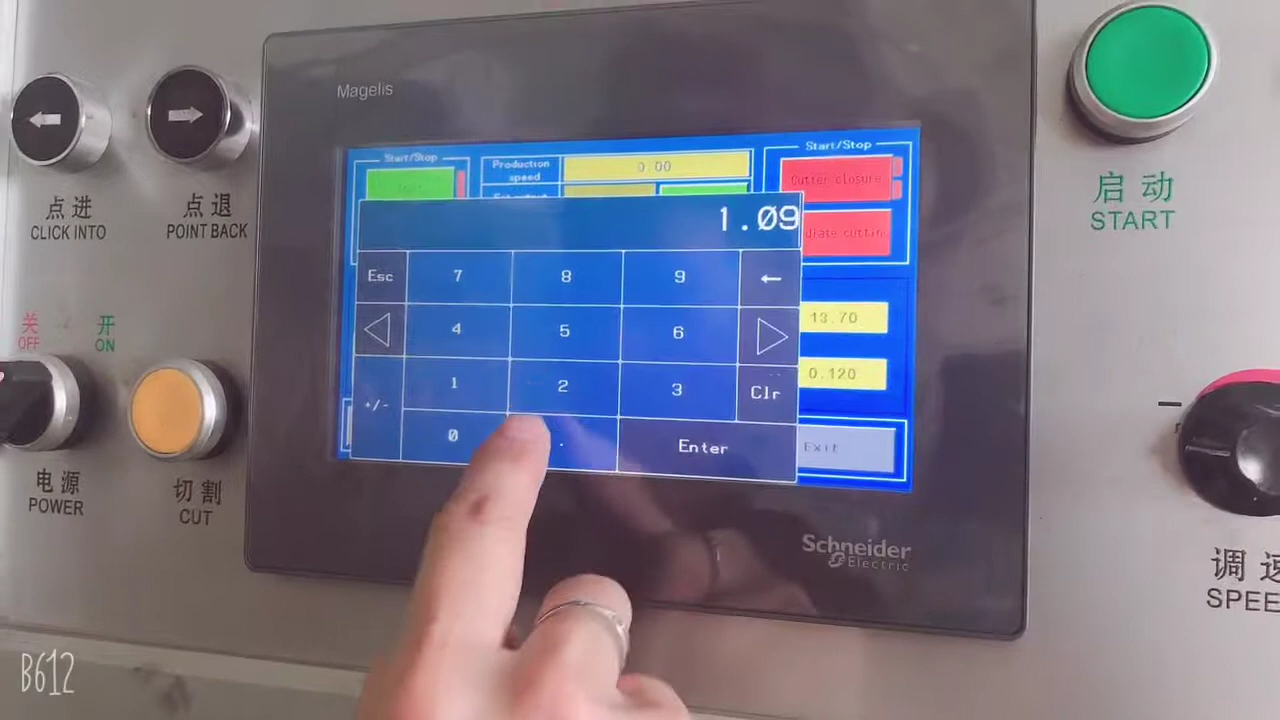 Magelis
Start/Stop
Production
speed
0.00
Start/Stop
Cutter closure
1.09
Esc
7
8
9
←
4
5
6
13.70
1
2
3
Clr
0.120
+/-
0
.
Enter
Exit
Schneider
Electric
点进
CLICK INTO
点退
POINT BACK
关
开
OFF
ON
电源
POWER
切割
CUT
启动
START
调速
B612